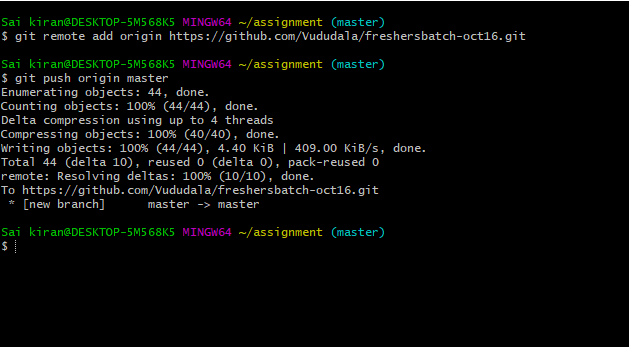 Sai kiran@DESKTOP-5M568K5 MINGW64 ~/assignment (master)
$ git remote add origin https://github.com/Vududala/freshersbatch-oct16.git
Sai kiran@DESKTOP-5M568K5 MINGW64 ~/assignment (master)
$ git push origin master
Enumerating objects: 44, done.
Counting objects: 100% (44/44), done.
Delta compression using up to 4 threads
Compressing objects: 100% (40/40), done.
Writing objects: 100% (44/44), 4.40 KiB | 409.00 KiB/s, done.
Total 44 (delta 10), reused 0 (delta 0), pack-reused 0
remote: Resolving deltas: 100% (10/10), done.
To https://github.com/Vududala/freshersbatch-oct16.git
 * [new branch]      master -> master
Sai kiran@DESKTOP-5M568K5 MINGW64 ~/assignment (master)
$